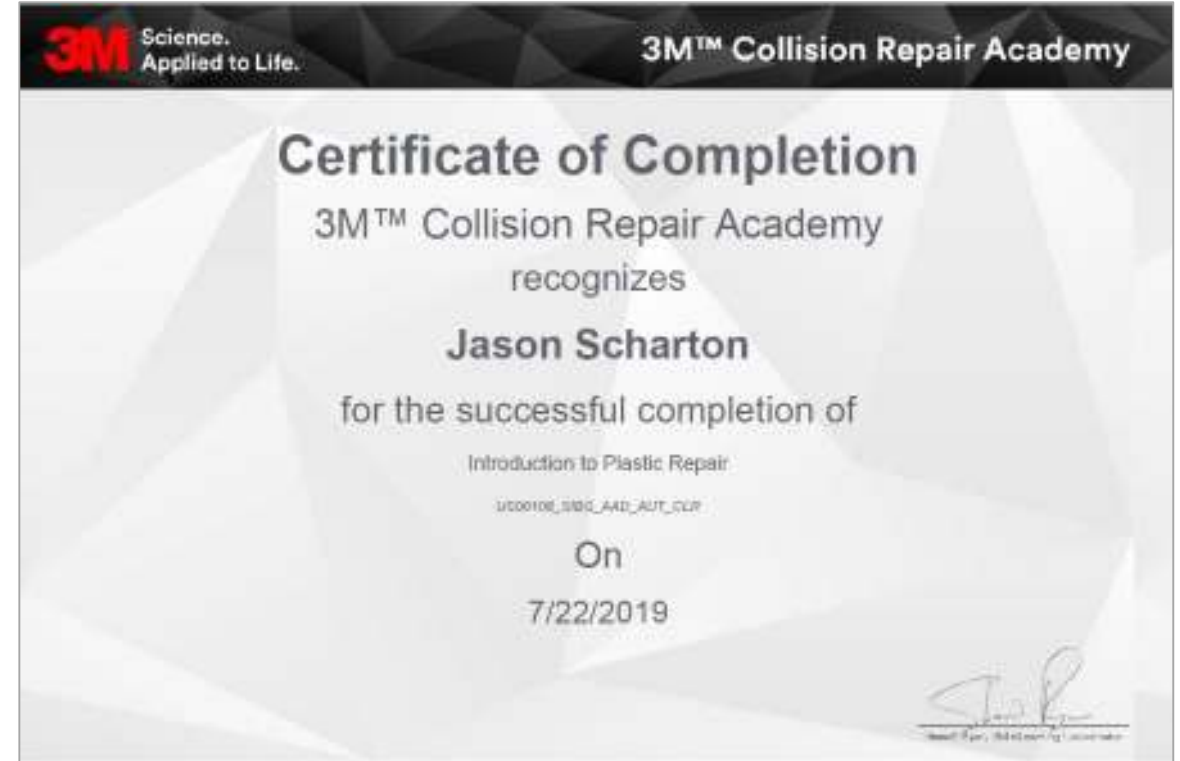 3M Science.
Applied to Life.
3M™ Collision Repair Academy
Certificate of Completion
3M™ Collision Repair Academy
recognizes
Jason Scharton
for the successful completion of
Introduction to Plastic Repair
On
7/22/2019